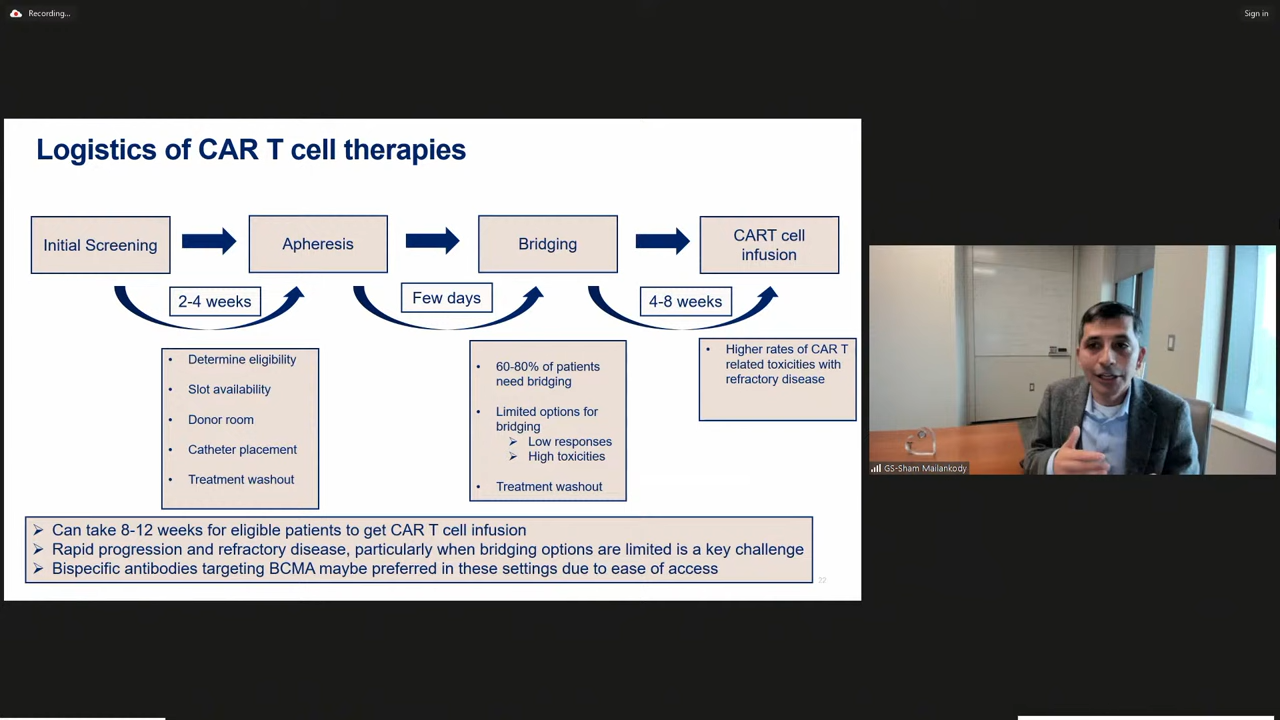 Recording...
Sign in
Logistics of CAR T cell therapies
Initial Screening
Apheresis
Bridging
CART cell
infusion
2-4 weeks
Few days
4-8 weeks
• Determine eligibility
• Slot availability
• Donor room
• Catheter placement
• Treatment washout
• 60-80% of patients
need bridging
• Limited options for
bridging
➢ Low responses
➢ High toxicities
• Treatment washout
• Higher rates of CAR T
related toxicities with
refractory disease
➢ Can take 8-12 weeks for eligible patients to get CAR T cell infusion
➢ Rapid progression and refractory disease, particularly when bridging options are limited is a key challenge
➢ Bispecific antibodies targeting BCMA maybe preferred in these settings due to ease of access
22
GS-Sham Mailankody